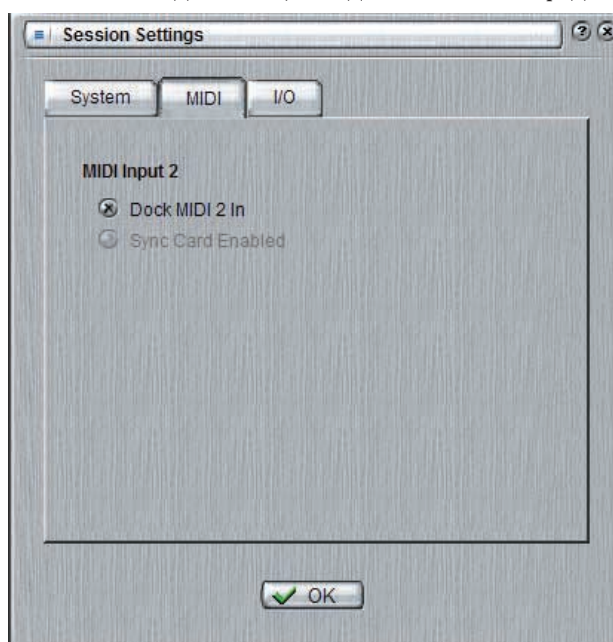 Session Settings
System MIDI I/O
MIDI Input 2
Dock MIDI 2 In
Sync Card Enabled
OK